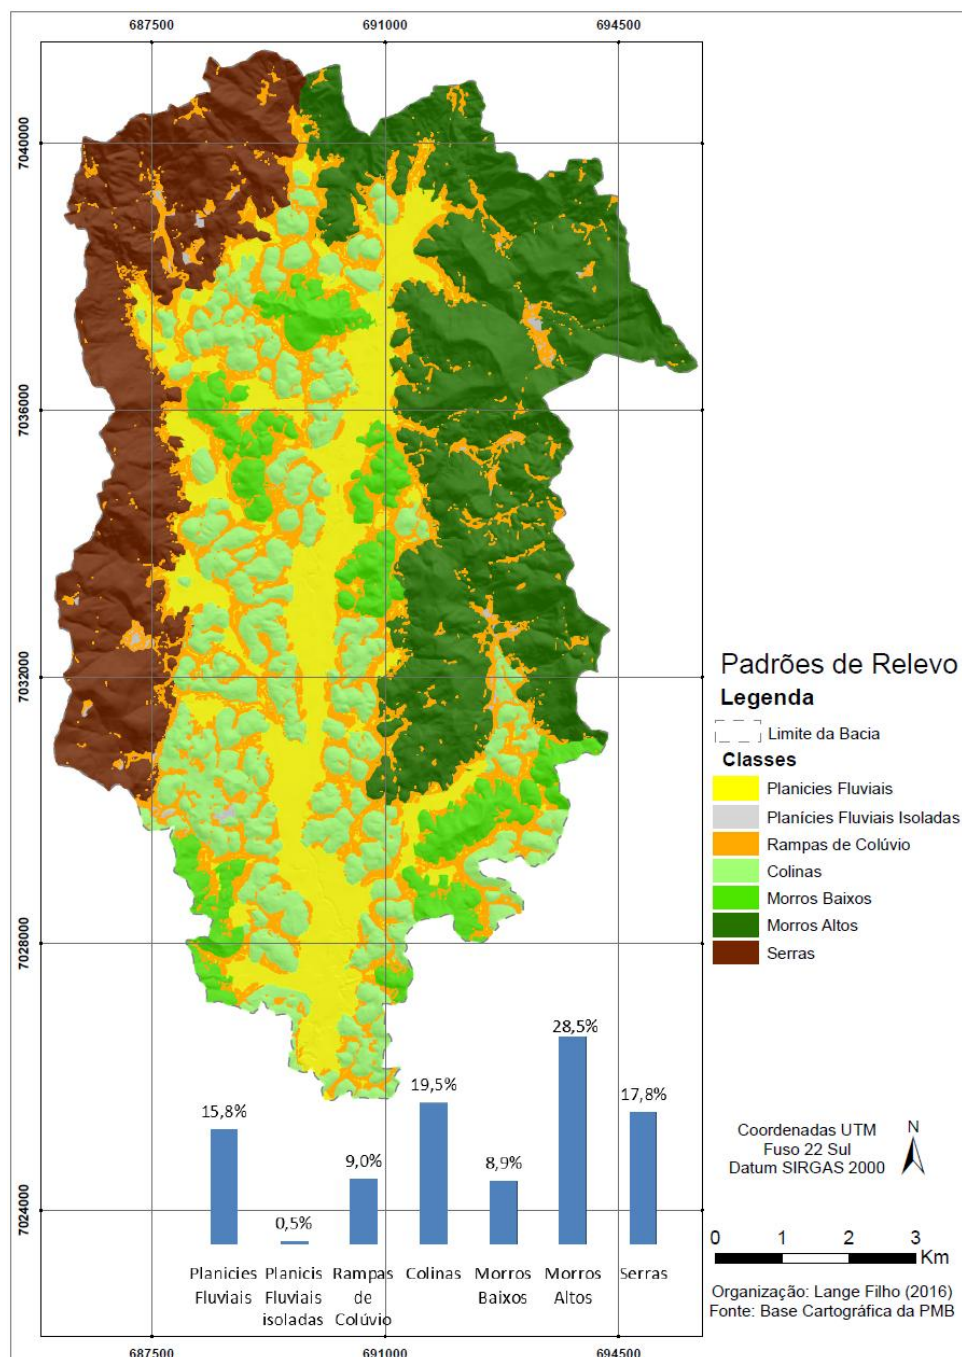 687500
691000
694500
7040000
7036000
7032000
7028000
7024000
Padrões de Relevo
Legenda
Limite da Bacia
Classes
Planicies Fluviais
Planícies Fluviais Isoladas
Rampas de Colúvio
Colinas
Morros Baixos
Morros Altos
Serras
15,8%
0,5%
9,0%
19,5%
8,9%
28,5%
17,8%
Planicies
Fluviais
Planicis
Fluviais
isoladas
Rampas
de
Colúvio
Colinas
Morros
Baixos
Morros
Altos
Serras
Coordenadas UTM
Fuso 22 Sul
Datum SIRGAS 2000
N
0 1 2 3
Km
Organização: Lange Filho (2016)
Fonte: Base Cartográfica da PMB
687500
691000
694500